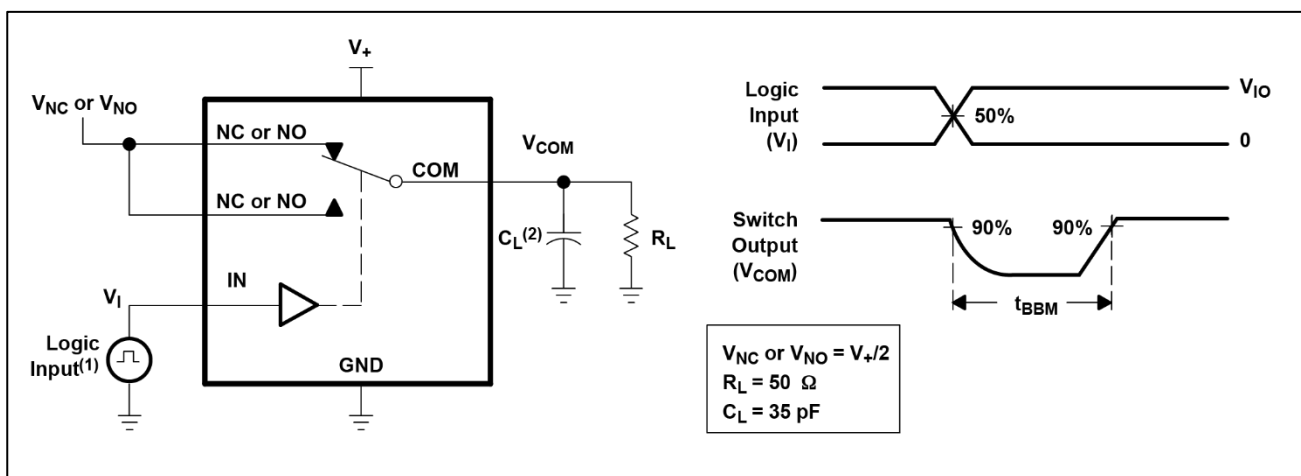 V+
VNC or VNO
NC or NO
VCOM
COM
NC or NO
CL(2)
RL
VI
IN
Logic
Input(1)
GND
Logic
Input
(VI)
50%
VIO
0
Switch
Output
(VCOM)
90%
90%
tBBM
VNC or VNO = V+/2
RL = 50 Ω
CL = 35 pF